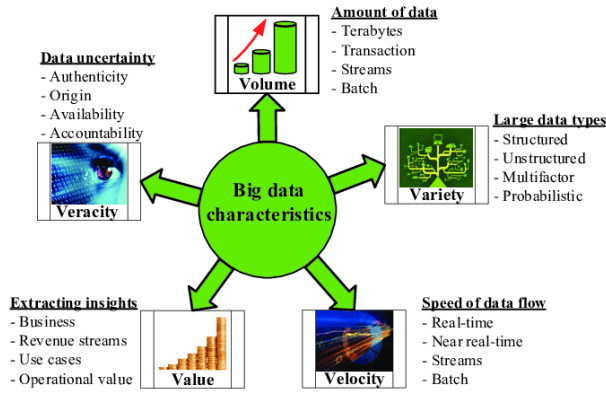 Amount of data
- Terabytes
- Transaction
- Streams
- Batch
Volume
Data uncertainty
- Authenticity
- Origin
- Availability
- Accountability
Veracity
Large data types
- Structured
- Unstructured
- Multifactor
- Probabilistic
Variety
Big data
characteristics
Extracting insights
- Business
- Revenue streams
- Use cases
- Operational value
Value
Speed of data flow
- Real-time
- Near real-time
- Streams
- Batch
Velocity